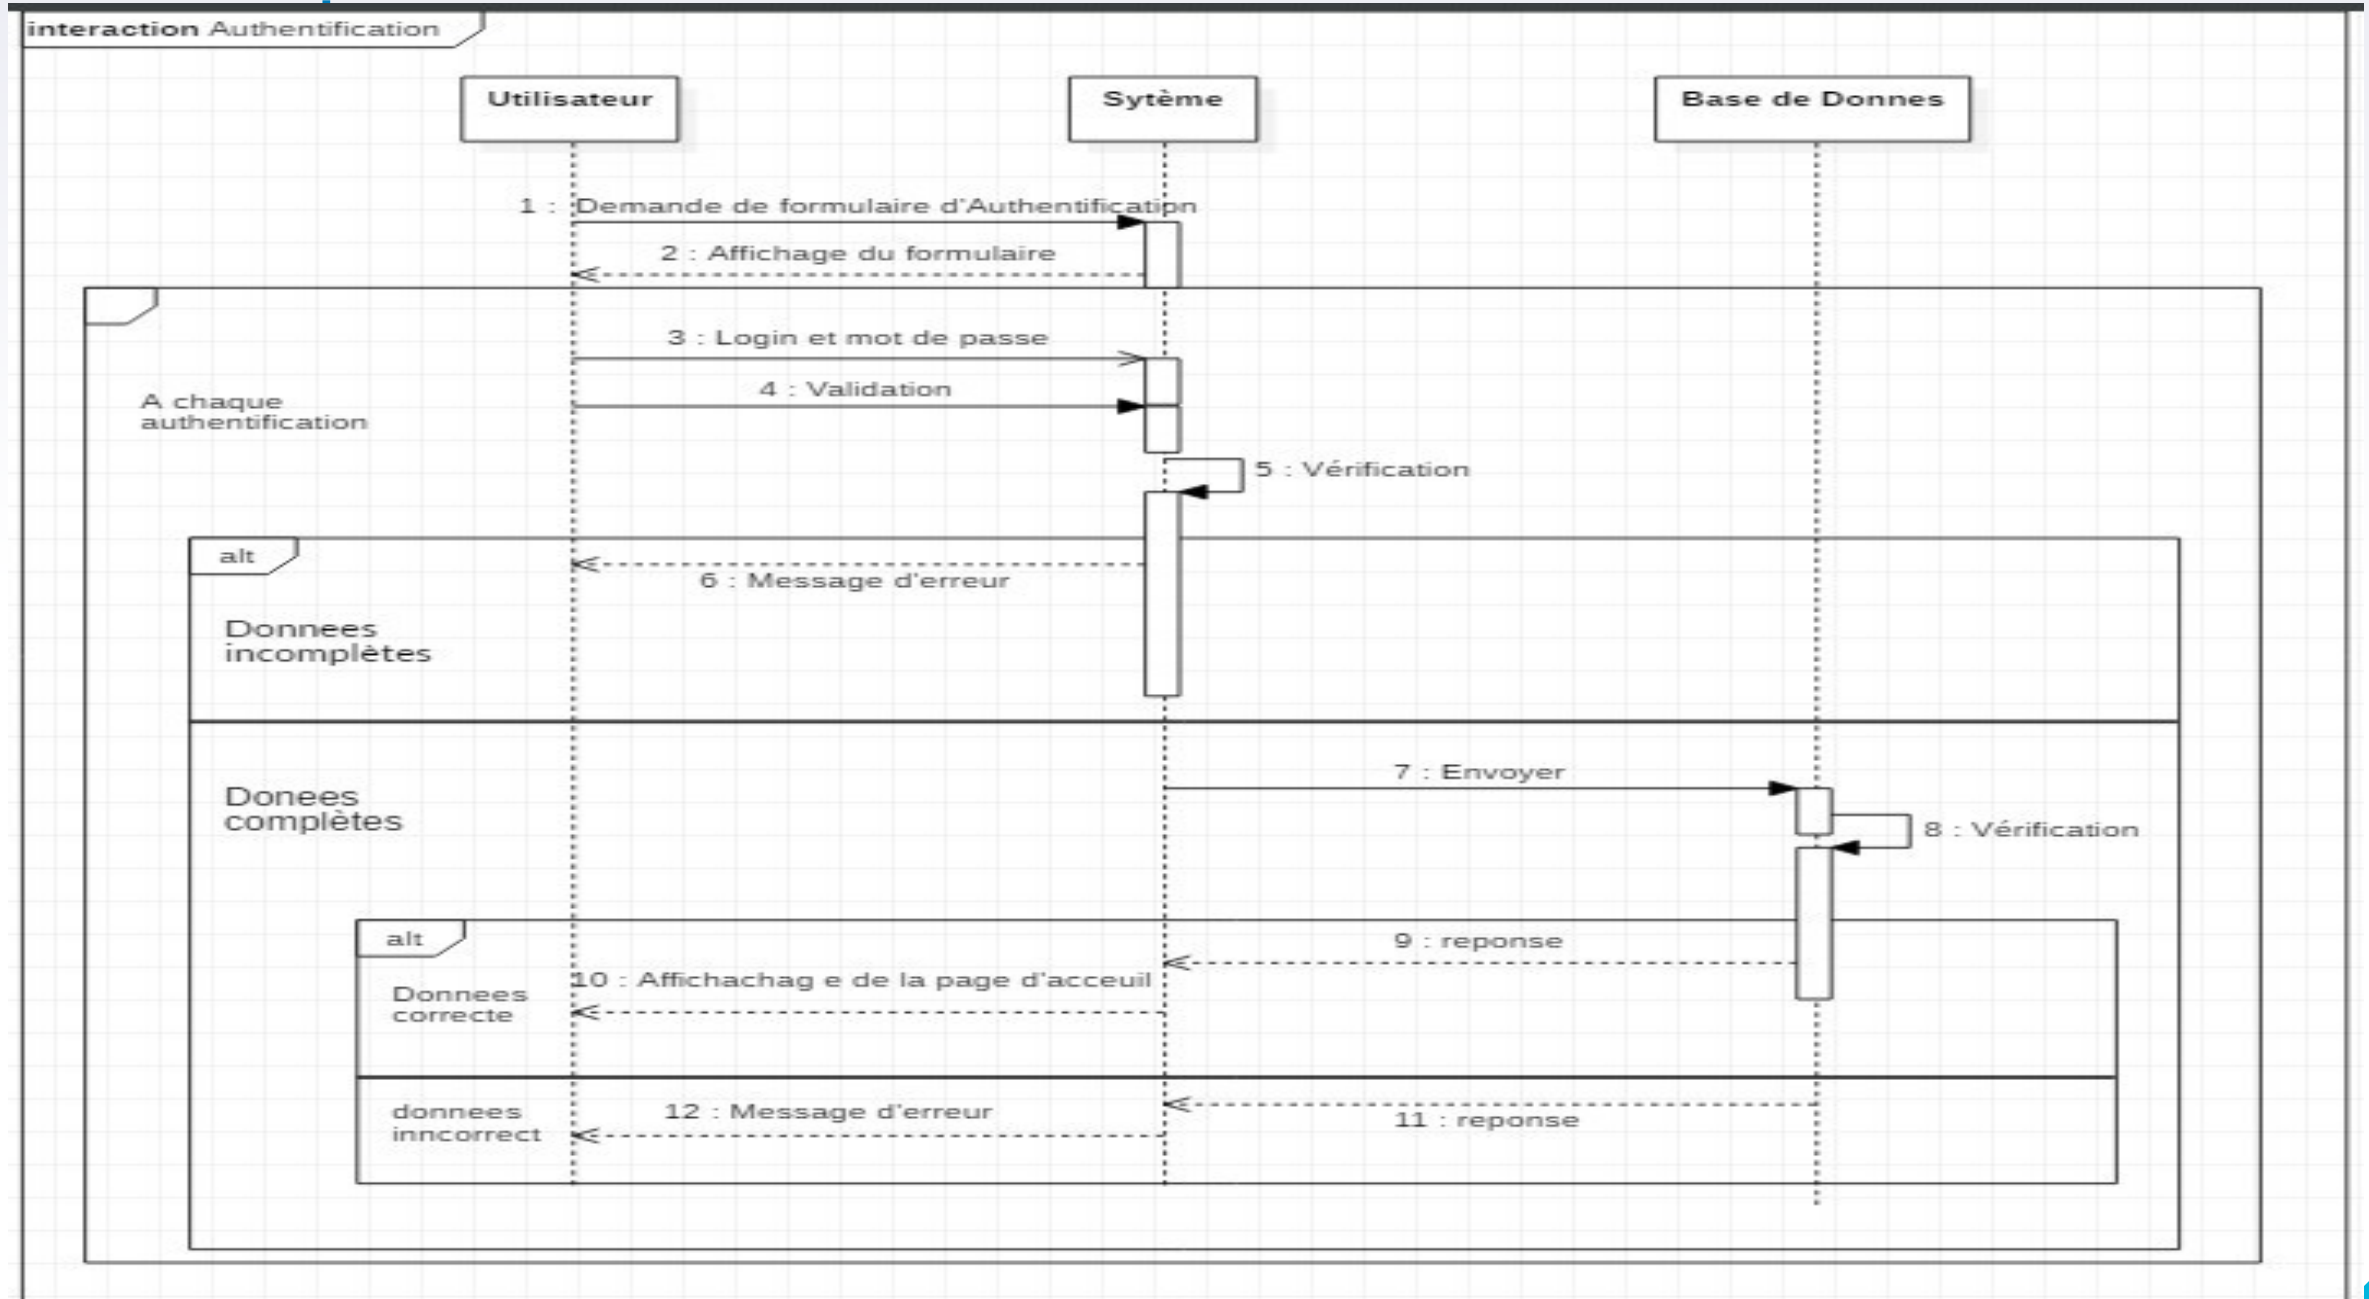 interaction Authentification
Utilisateur
Sytème
Base de Donnes
1 : Demande de formulaire d'Authentification
2 : Affichage du formulaire
3 : Login et mot de passe
4 : Validation
A chaque
authentification
5 : Vérification
alt
6 : Message d'erreur
Donnees
incomplètes
7 : Envoyer
Donees
complètes
8 : Vérification
alt
9 : reponse
10 : Affichachag e de la page d'acceuil
Donnees
correcte
donnees
inncorrect
12 : Message d'erreur
11 : reponse